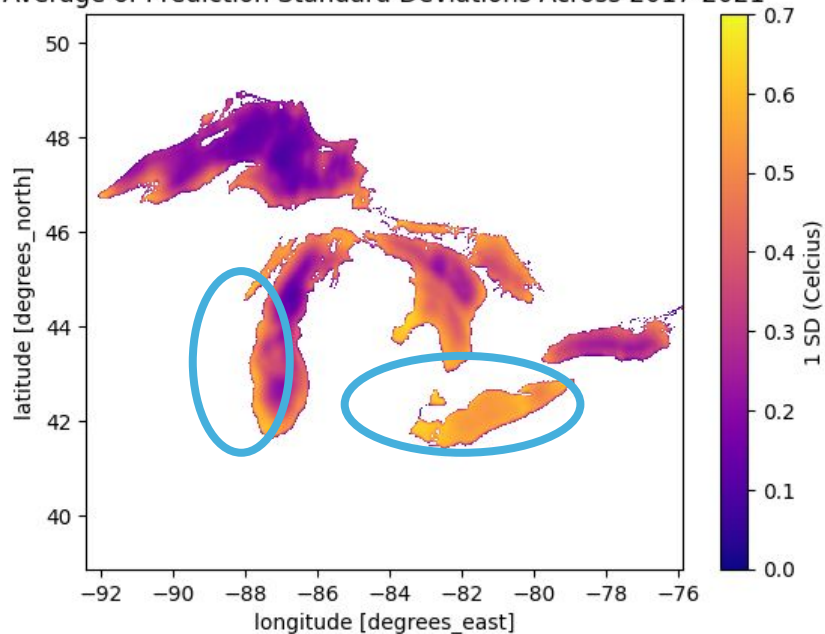 Average of Prediction Standard Deviations Across 2017-2021
latitude [degrees_north]
50
48
46
44
42
40
−92 −90 −88 −86 −84 −82 −80 −78 −76
longitude [degrees_east]
0.7
0.6
0.5
0.4
0.3
0.2
0.1
0.0
1 SD (Celcius)